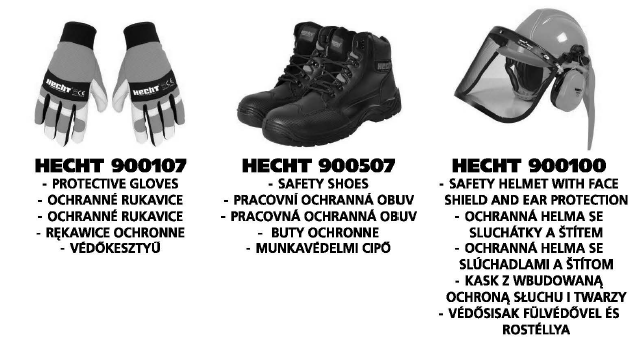 HECHT
HECHT
HECHT 900107
- PROTECTIVE GLOVES
- OCHRANNÉ RUKAVICE
- OCHRANNÉ RUKAVICE
- RĘKAWICE OCHRONNE
- VÉDŐKESZTYŰ
HECHT 900507
- SAFETY SHOES
- PRACOVNÍ OCHRANNÁ OBUV
- PRACOVNÁ OCHRANNÁ OBUV
- BUTY OCHRONNE
- MUNKAVÉDELMI CIPŐ
HECHT 900100
- SAFETY HELMET WITH FACE
SHIELD AND EAR PROTECTION
- OCHRANNÁ HELMA SE
SLUCHÁTKY A ŠTÍTEM
- OCHRANNÁ HELMA SE
SLÚCHADLAMI A ŠTÍTOM
- KASK Z WBUDOWANĄ
OCHRONĄ SŁUCHU I TWARZY
- VÉDŐSISAK FÜLVÉDŐVEL ÉS
ROSTÉLLYA